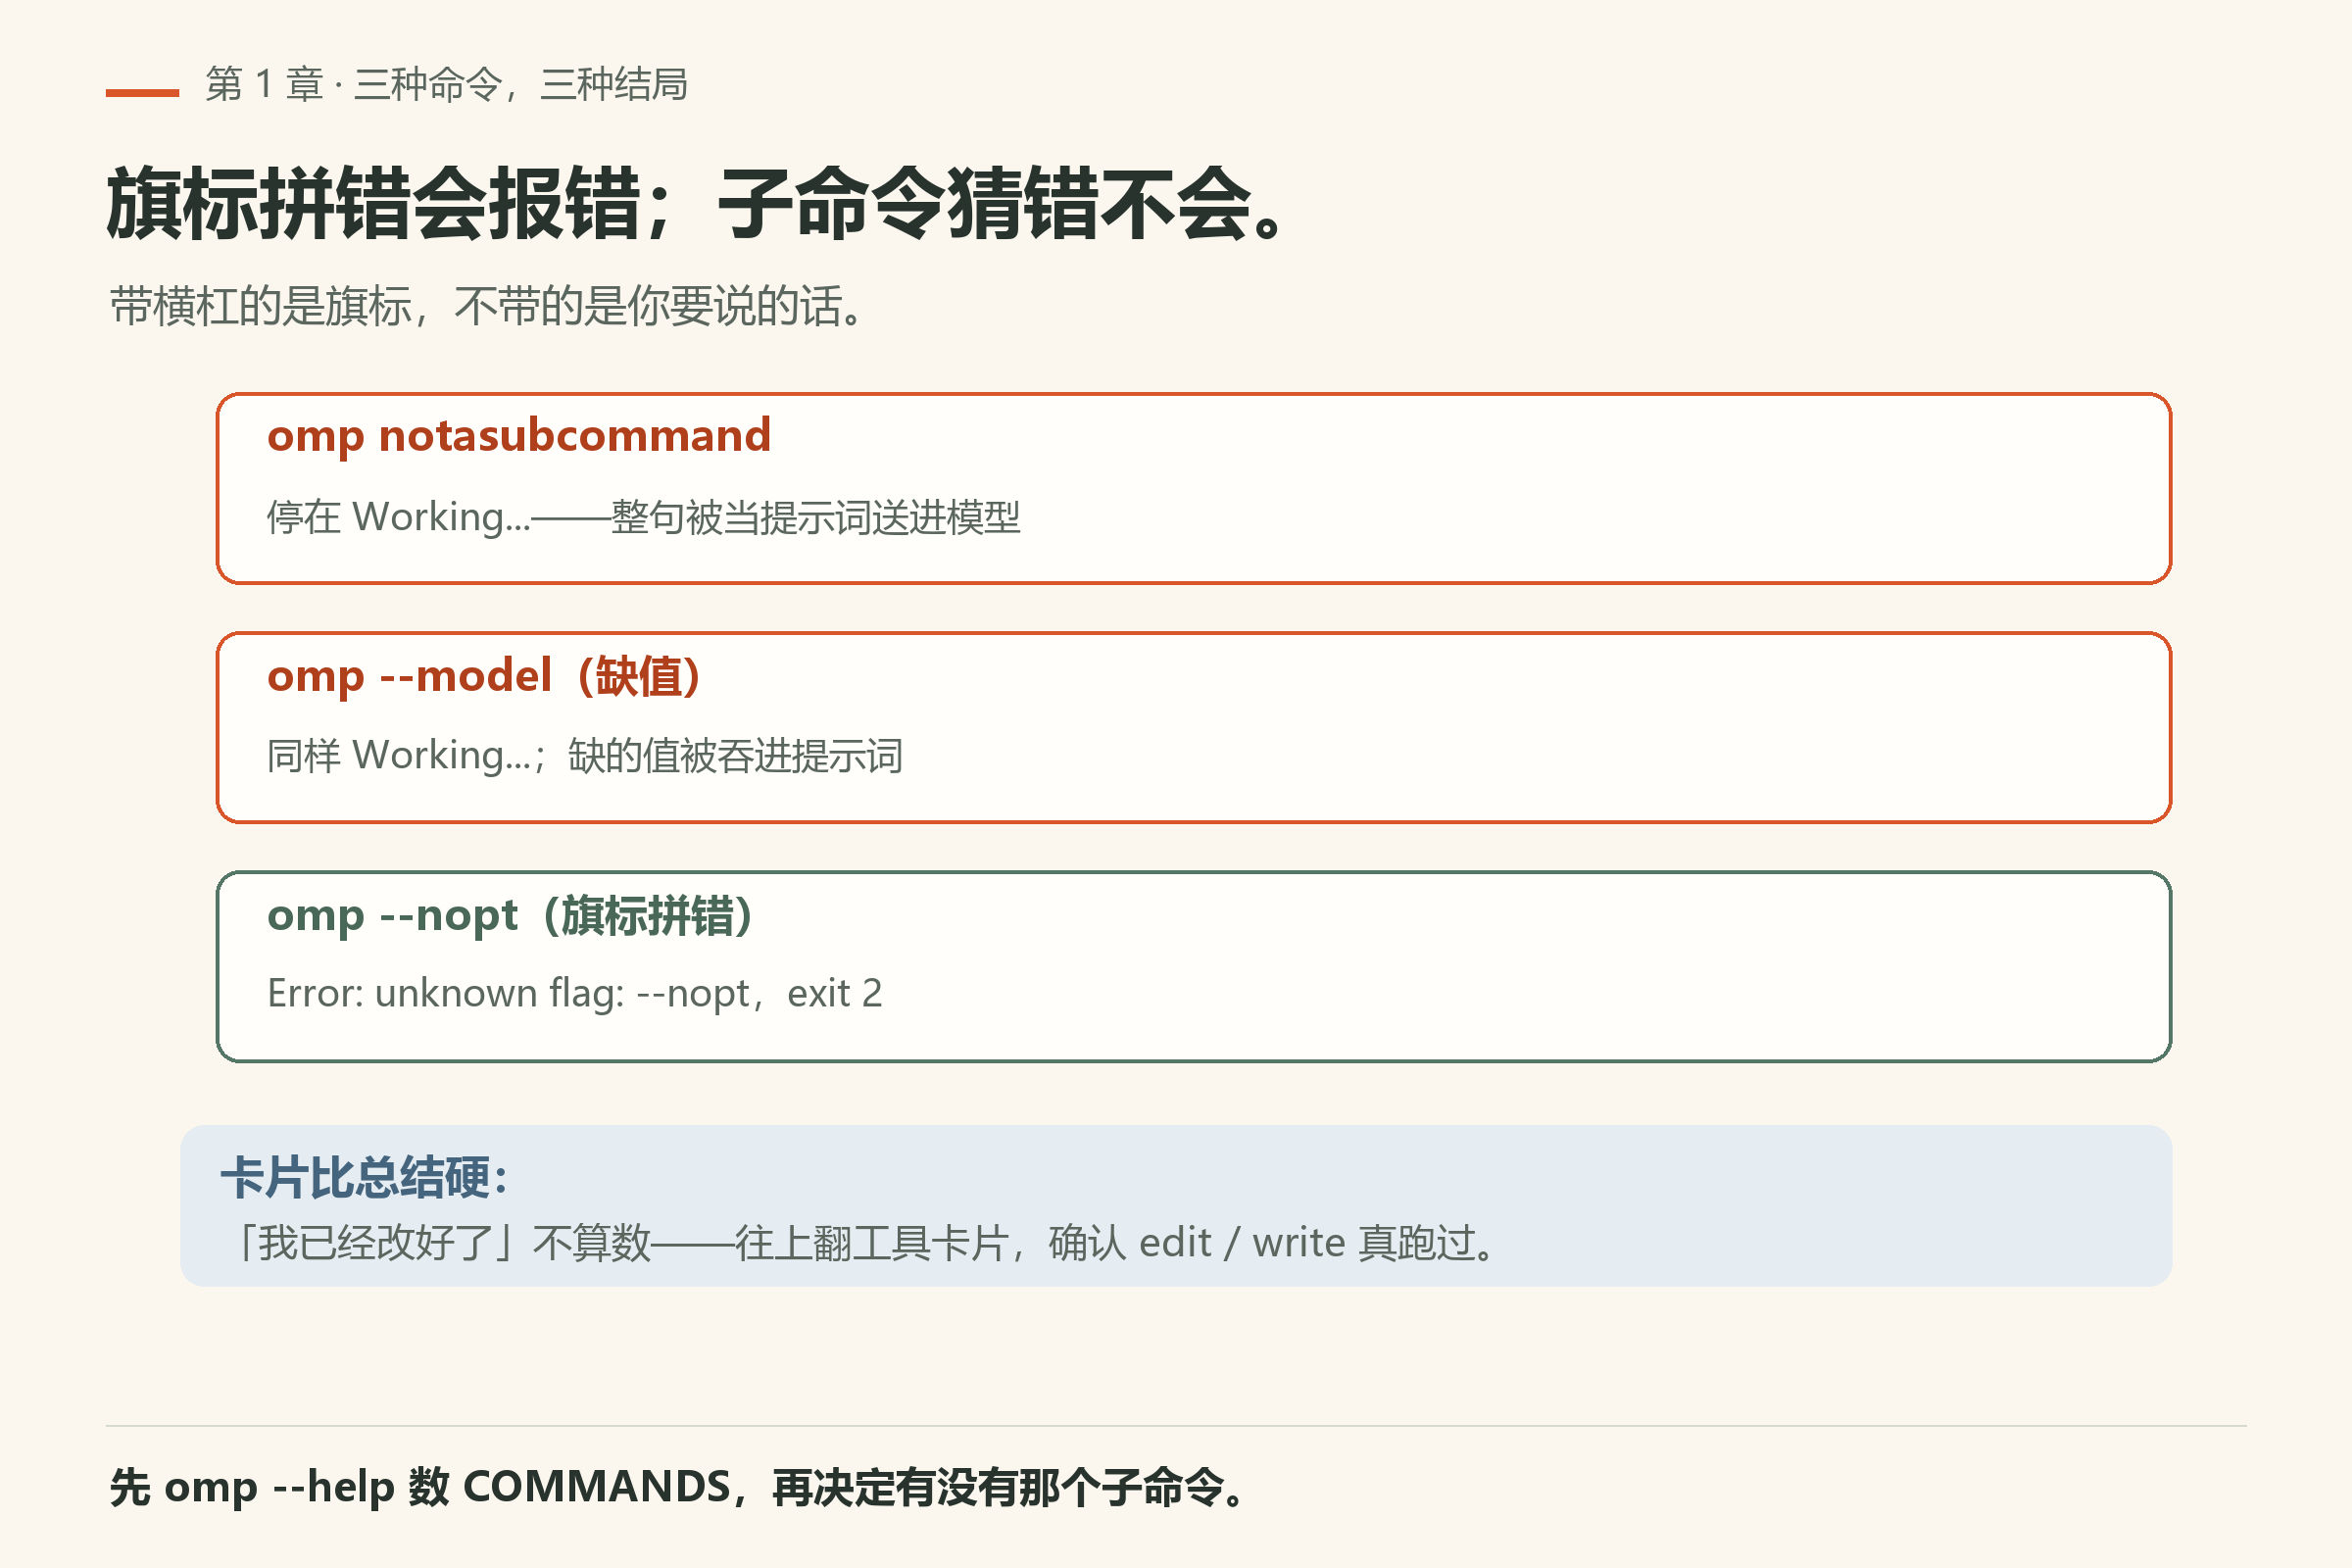 第 1 章 · 三种命令，三种结局
旗标拼错会报错；子命令猜错不会。
带横杠的是旗标，不带的是你要说的话。
omp notasubcommand
停在 Working...——整句被当提示词送进模型
omp --model（缺值）
同样 Working...；缺的值被吞进提示词
omp --nopt（旗标拼错）
Error: unknown flag: --nopt，exit 2
卡片比总结硬：
「我已经改好了」不算数——往上翻工具卡片，确认 edit / write 真跑过。
先 omp --help 数 COMMANDS，再决定有没有那个子命令。